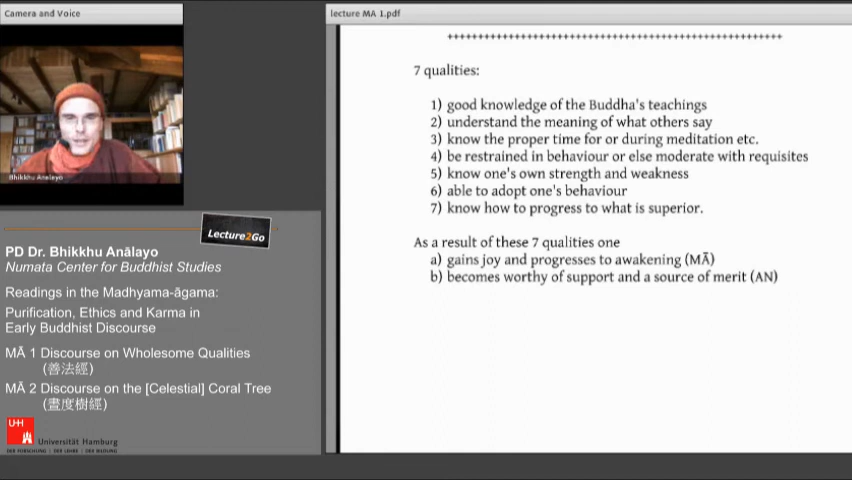 Camera and Voice
Bhikkhu Anālayo
Lecture2Go
PD Dr. Bhikkhu Anālayo
Numata Center for Buddhist Studies
Readings in the Madhyama-āgama:
Purification, Ethics and Karma in
Early Buddhist Discourse
MĀ 1 Discourse on Wholesome Qualities
(善法經)
MĀ 2 Discourse on the [Celestial] Coral Tree
(晝度樹經)
UH
Universität Hamburg
DER FORSCHUNG | DER LEHRE | DER BILDUNG
lecture MA 1.pdf
++++++++++++++++++++++++++++++++++++++++++++++++++++++
7 qualities:
1) good knowledge of the Buddha's teachings
2) understand the meaning of what others say
3) know the proper time for or during meditation etc.
4) be restrained in behaviour or else moderate with requisites
5) know one's own strength and weakness
6) able to adopt one's behaviour
7) know how to progress to what is superior.
As a result of these 7 qualities one
a) gains joy and progresses to awakening (MĀ)
b) becomes worthy of support and a source of merit (AN)